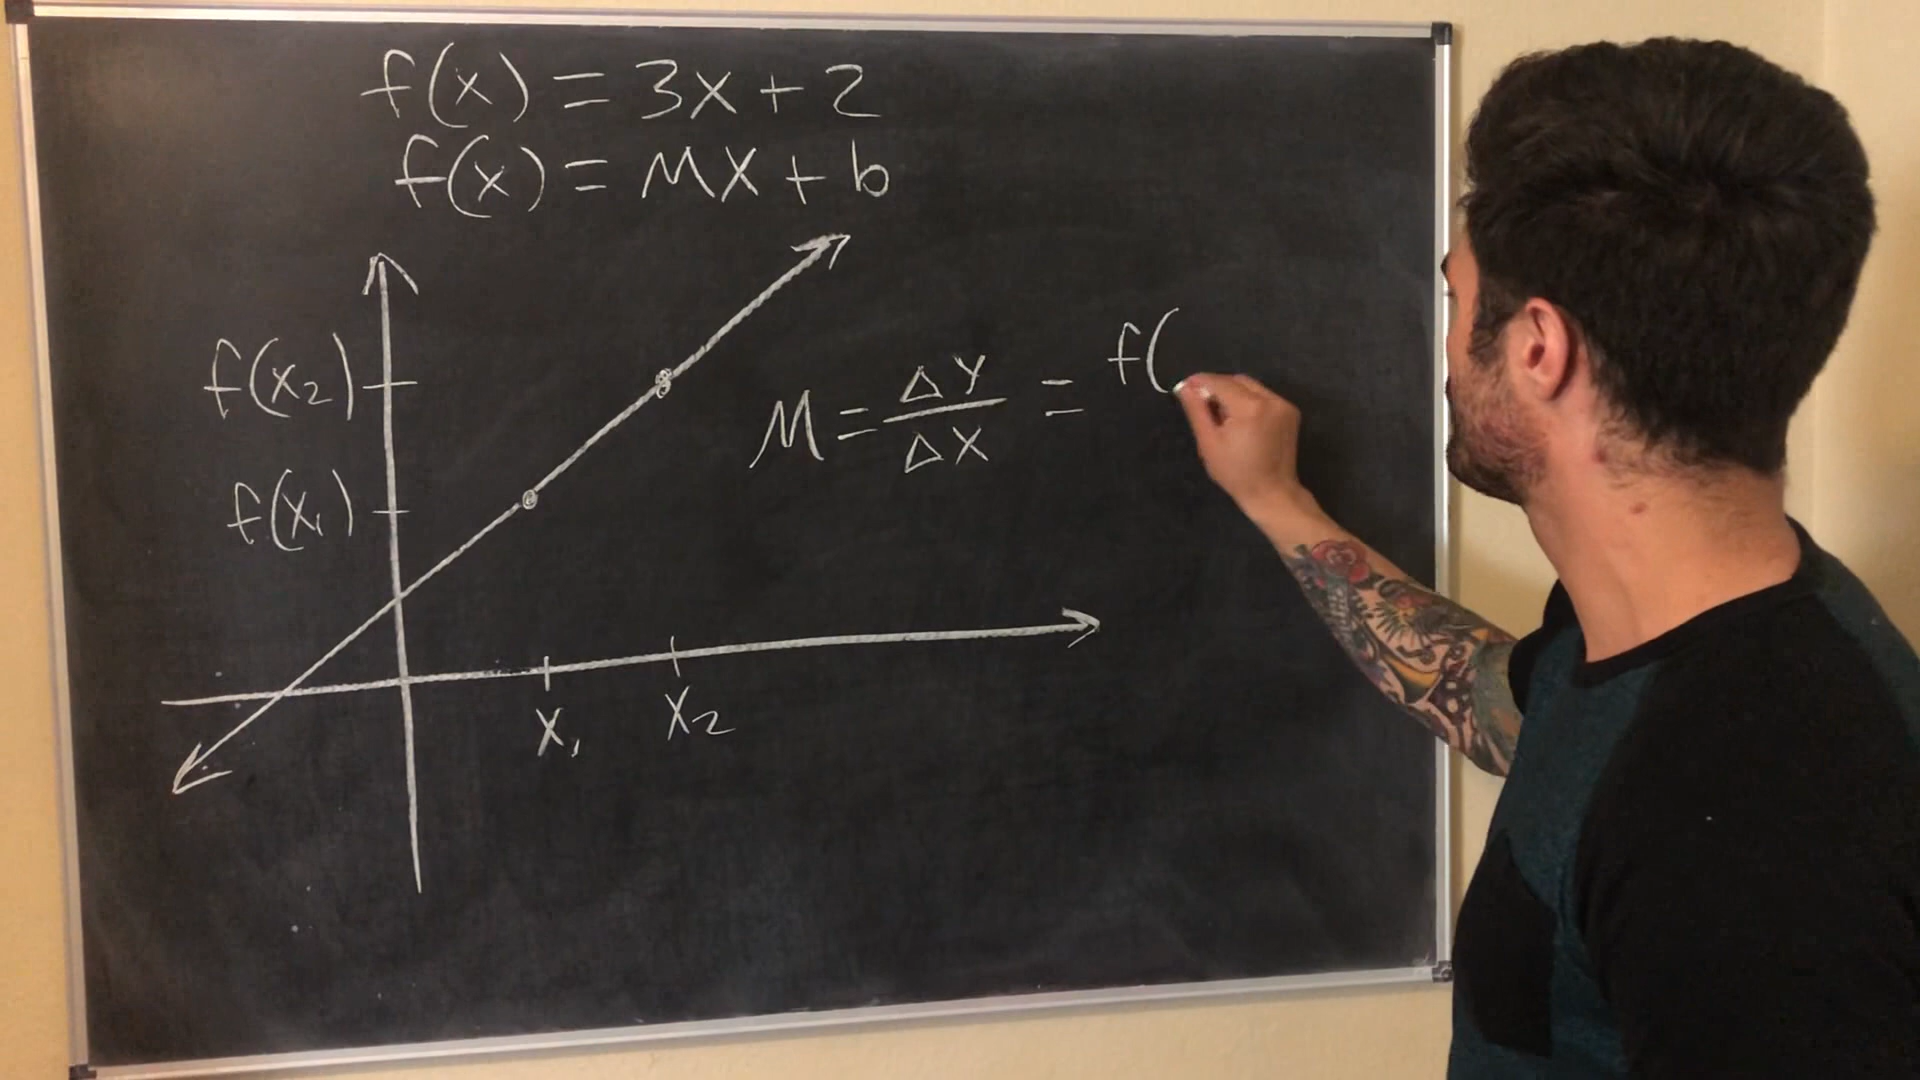 f(x) = 3x + 2
f(x) = mx + b
f(x₂)
f(x₁)
m = Δy/Δx = f(
x₁ x₂